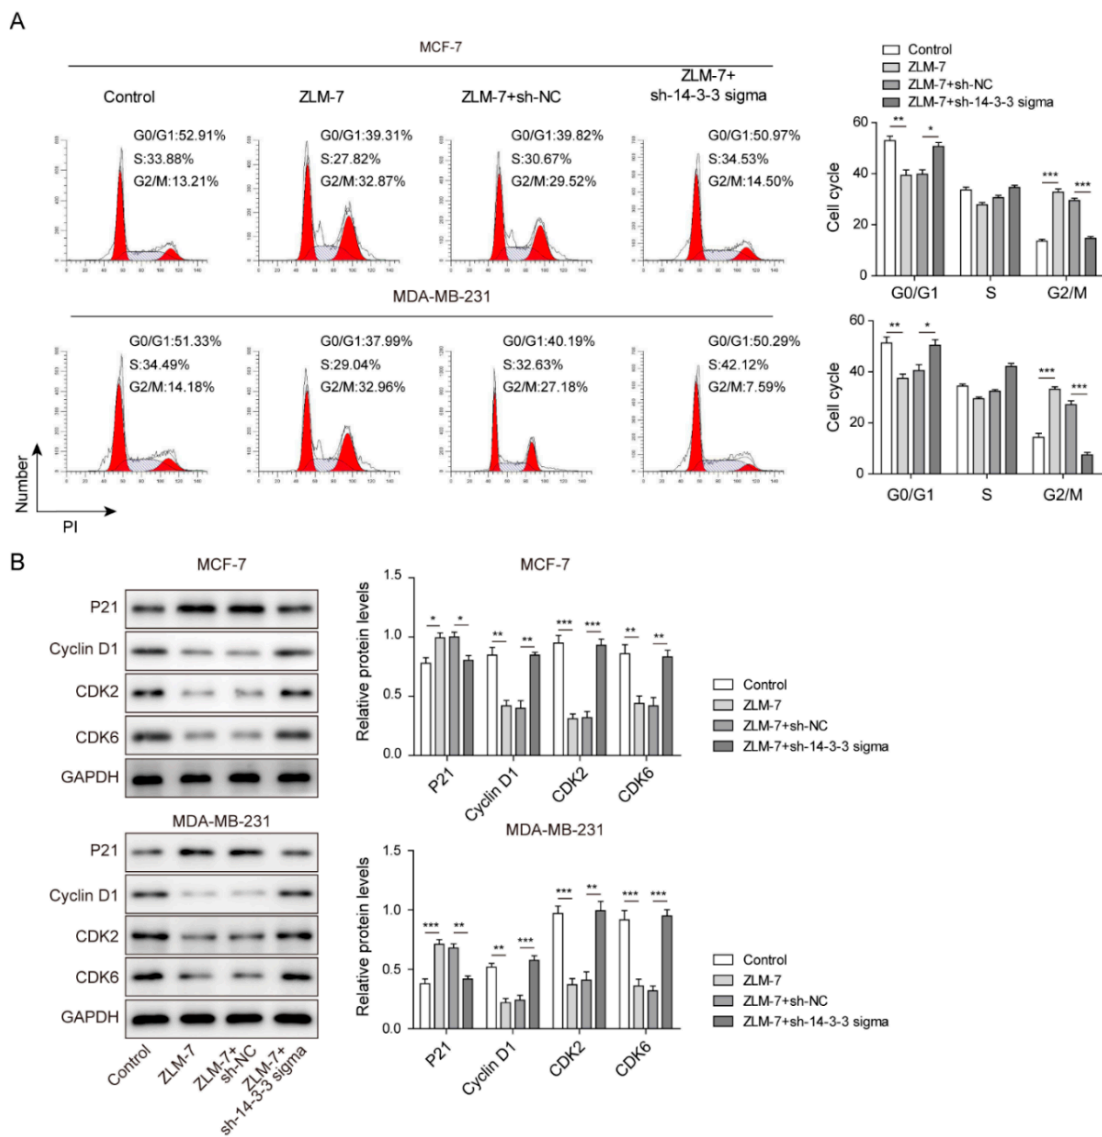 A
MCF-7
Control
ZLM-7
ZLM-7+sh-NC
ZLM-7+
sh-14-3-3 sigma
G0/G1:52.91%
S:33.88%
G2/M:13.21%
G0/G1:39.31%
S:27.82%
G2/M:32.87%
G0/G1:39.82%
S:30.67%
G2/M:29.52%
G0/G1:50.97%
S:34.53%
G2/M:14.50%
MDA-MB-231
G0/G1:51.33%
S:34.49%
G2/M:14.18%
G0/G1:37.99%
S:29.04%
G2/M:32.96%
G0/G1:40.19%
S:32.63%
G2/M:27.18%
G0/G1:50.29%
S:42.12%
G2/M:7.59%
Number
PI
Control
ZLM-7
ZLM-7+sh-NC
ZLM-7+sh-14-3-3 sigma
Cell cycle
60
40
20
0
** * *** ***
G0/G1 S G2/M
Cell cycle
60
40
20
0
** * *** ***
G0/G1 S G2/M
B
MCF-7
P21
Cyclin D1
CDK2
CDK6
GAPDH
MDA-MB-231
P21
Cyclin D1
CDK2
CDK6
GAPDH
Control
ZLM-7
ZLM-7+
sh-NC
ZLM-7+
sh-14-3-3 sigma
MCF-7
Relative protein levels
1.5
1.0
0.5
0.0
* * ** ** *** *** ** **
P21 Cyclin D1 CDK2 CDK6
Control
ZLM-7
ZLM-7+sh-NC
ZLM-7+sh-14-3-3 sigma
MDA-MB-231
Relative protein levels
1.5
1.0
0.5
0.0
*** ** ** *** *** ** *** ***
P21 Cyclin D1 CDK2 CDK6
Control
ZLM-7
ZLM-7+sh-NC
ZLM-7+sh-14-3-3 sigma